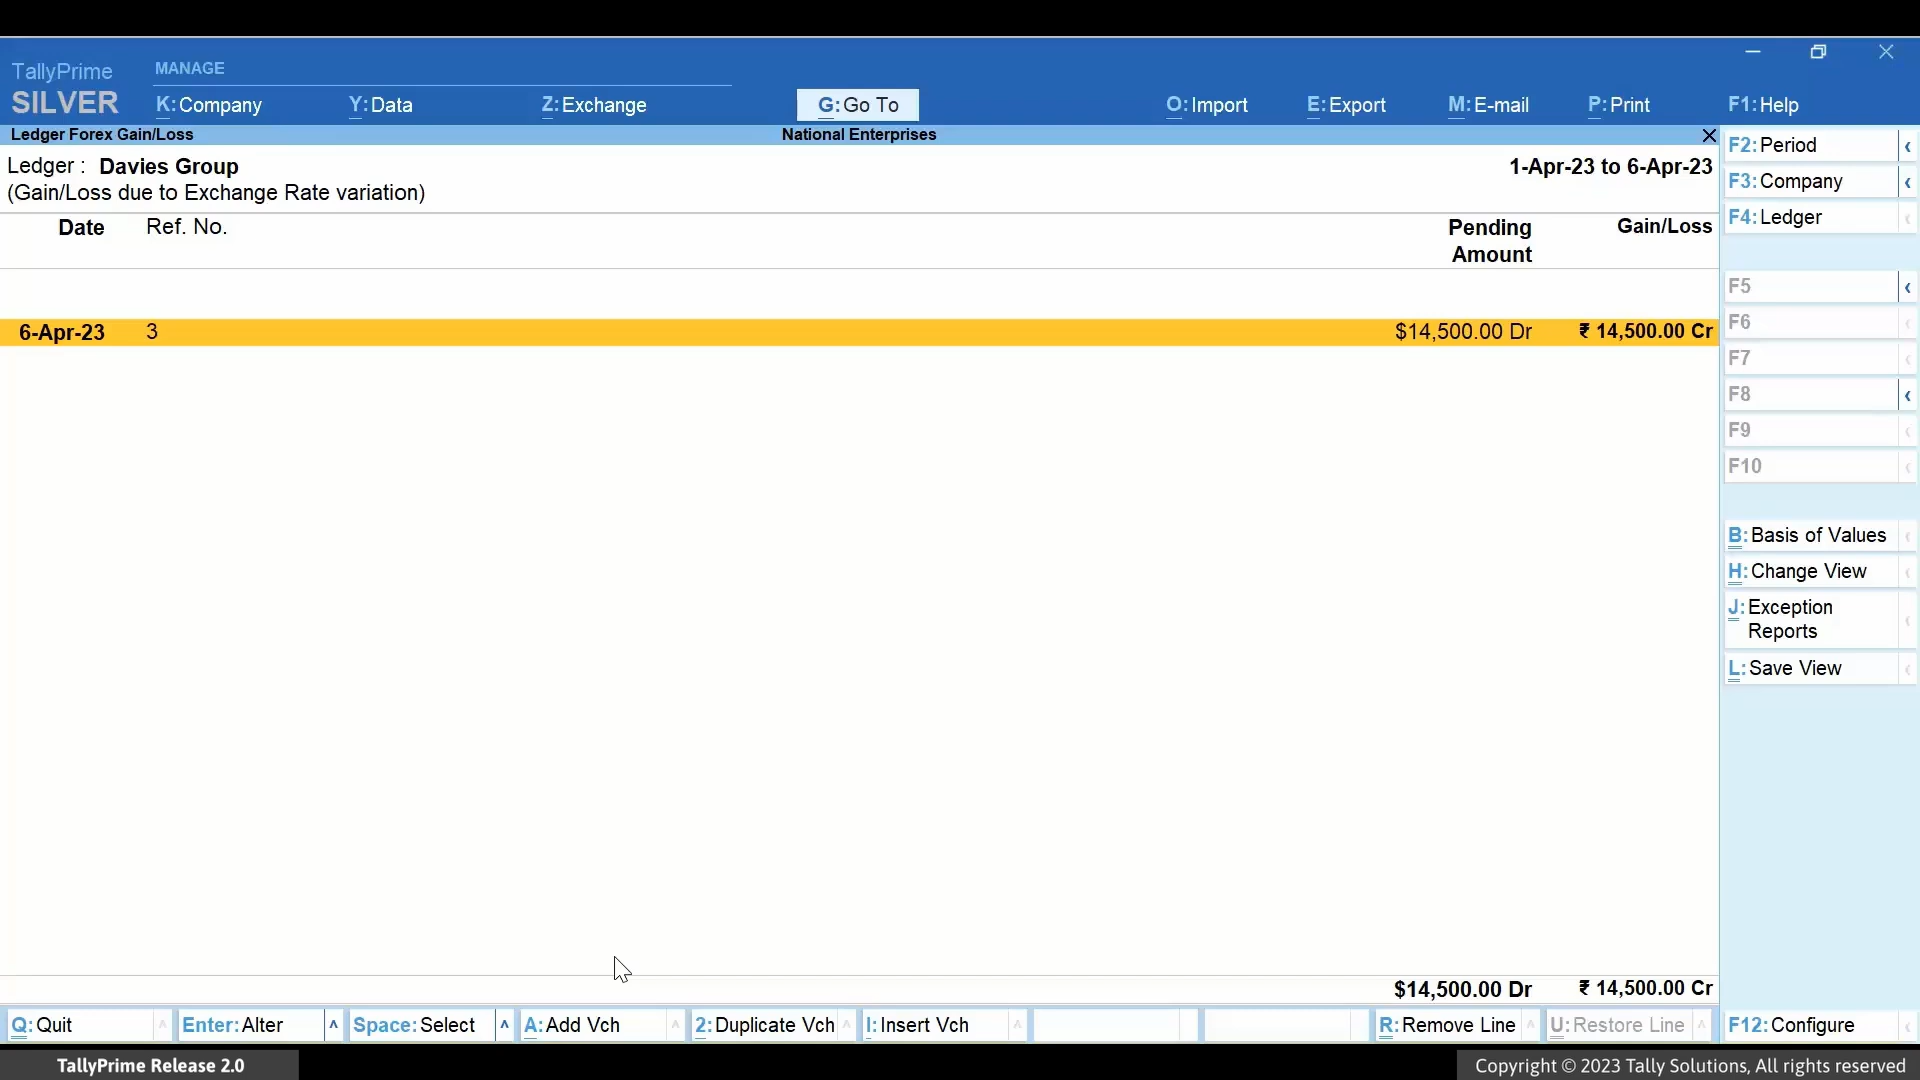 TallyPrime
SILVER
MANAGE
K:Company Y:Data Z:Exchange G:Go To O:Import E:Export M:E-mail P:Print F1:Help
Ledger Forex Gain/Loss National Enterprises
Ledger : Davies Group 1-Apr-23 to 6-Apr-23
(Gain/Loss due to Exchange Rate variation)
Date Ref. No. Pending Amount Gain/Loss
6-Apr-23 3 $14,500.00 Dr ₹ 14,500.00 Cr
$14,500.00 Dr ₹ 14,500.00 Cr
F2:Period
F3:Company
F4:Ledger
F5
F6
F7
F8
F9
F10
B:Basis of Values
H:Change View
J:Exception
Reports
L:Save View
Q:Quit Enter:Alter Space:Select A:Add Vch 2:Duplicate Vch I:Insert Vch R:Remove Line U:Restore Line F12:Configure
TallyPrime Release 2.0 Copyright © 2023 Tally Solutions, All rights reserved